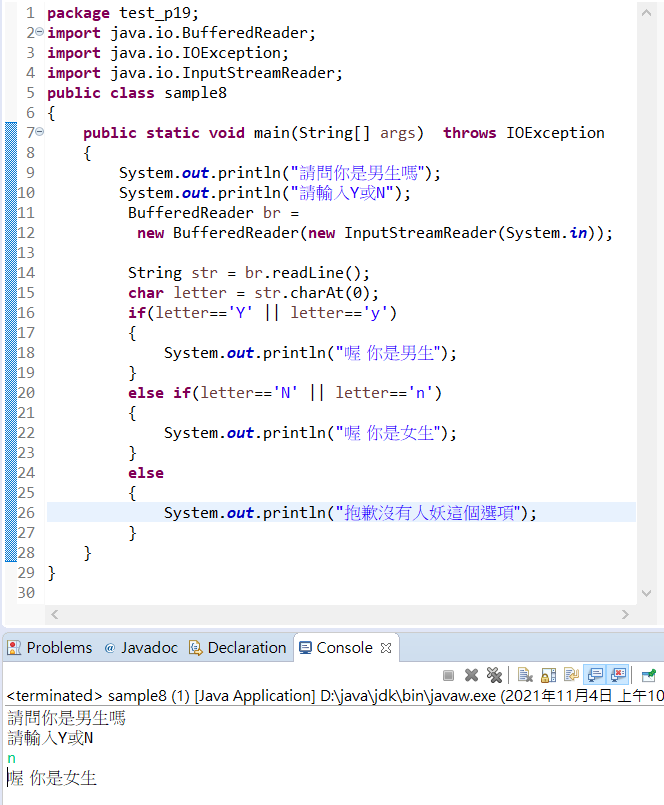 1 package test_p19;
2 import java.io.BufferedReader;
3 import java.io.IOException;
4 import java.io.InputStreamReader;
5 public class sample8
6 {
7     public static void main(String[] args)  throws IOException
8     {
9         System.out.println("請問你是男生嗎");
10         System.out.println("請輸入Y或N");
11          BufferedReader br =
12           new BufferedReader(new InputStreamReader(System.in));
13
14          String str = br.readLine();
15          char letter = str.charAt(0);
16          if(letter=='Y' || letter=='y')
17          {
18              System.out.println("喔 你是男生");
19          }
20          else if(letter=='N' || letter=='n')
21          {
22              System.out.println("喔 你是女生");
23          }
24          else
25          {
26              System.out.println("抱歉沒有人妖這個選項");
27          }
28     }
29 }
30
Problems @ Javadoc Declaration Console
<terminated> sample8 (1) [Java Application] D:\java\jdk\bin\javaw.exe (2021年11月4日 上午10
請問你是男生嗎
請輸入Y或N
n
喔 你是女生